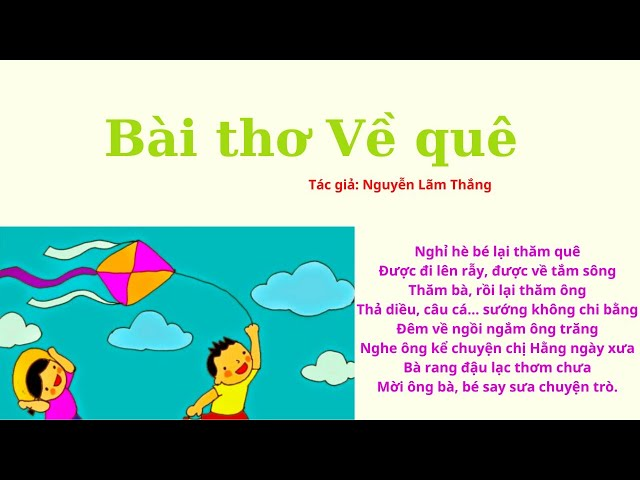 Bài thơ Về quê
Tác giả: Nguyễn Lãm Thắng
Nghỉ hè bé lại thăm quê
Được đi lên rẫy, được về tắm sông
Thăm bà, rồi lại thăm ông
Thả diều, câu cá... sướng không chi bằng
Đêm về ngồi ngắm ông trăng
Nghe ông kể chuyện chị Hằng ngày xưa
Bà rang đậu lạc thơm chưa
Mời ông bà, bé say sưa chuyện trò.